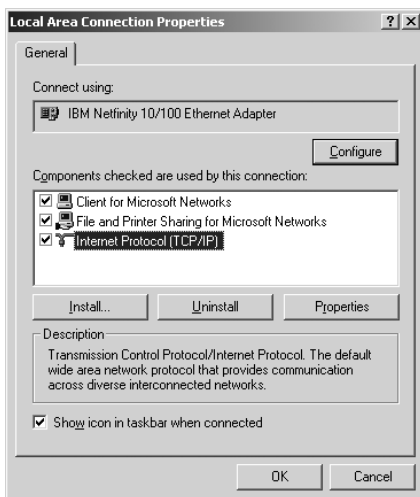 Local Area Connection Properties
General
Connect using:
IBM Netfinity 10/100 Ethernet Adapter
Configure
Components checked are used by this connection:
Client for Microsoft Networks
File and Printer Sharing for Microsoft Networks
Internet Protocol (TCP/IP)
Install... Uninstall Properties
Description
Transmission Control Protocol/Internet Protocol. The default
wide area network protocol that provides communication
across diverse interconnected networks.
Show icon in taskbar when connected
OK Cancel